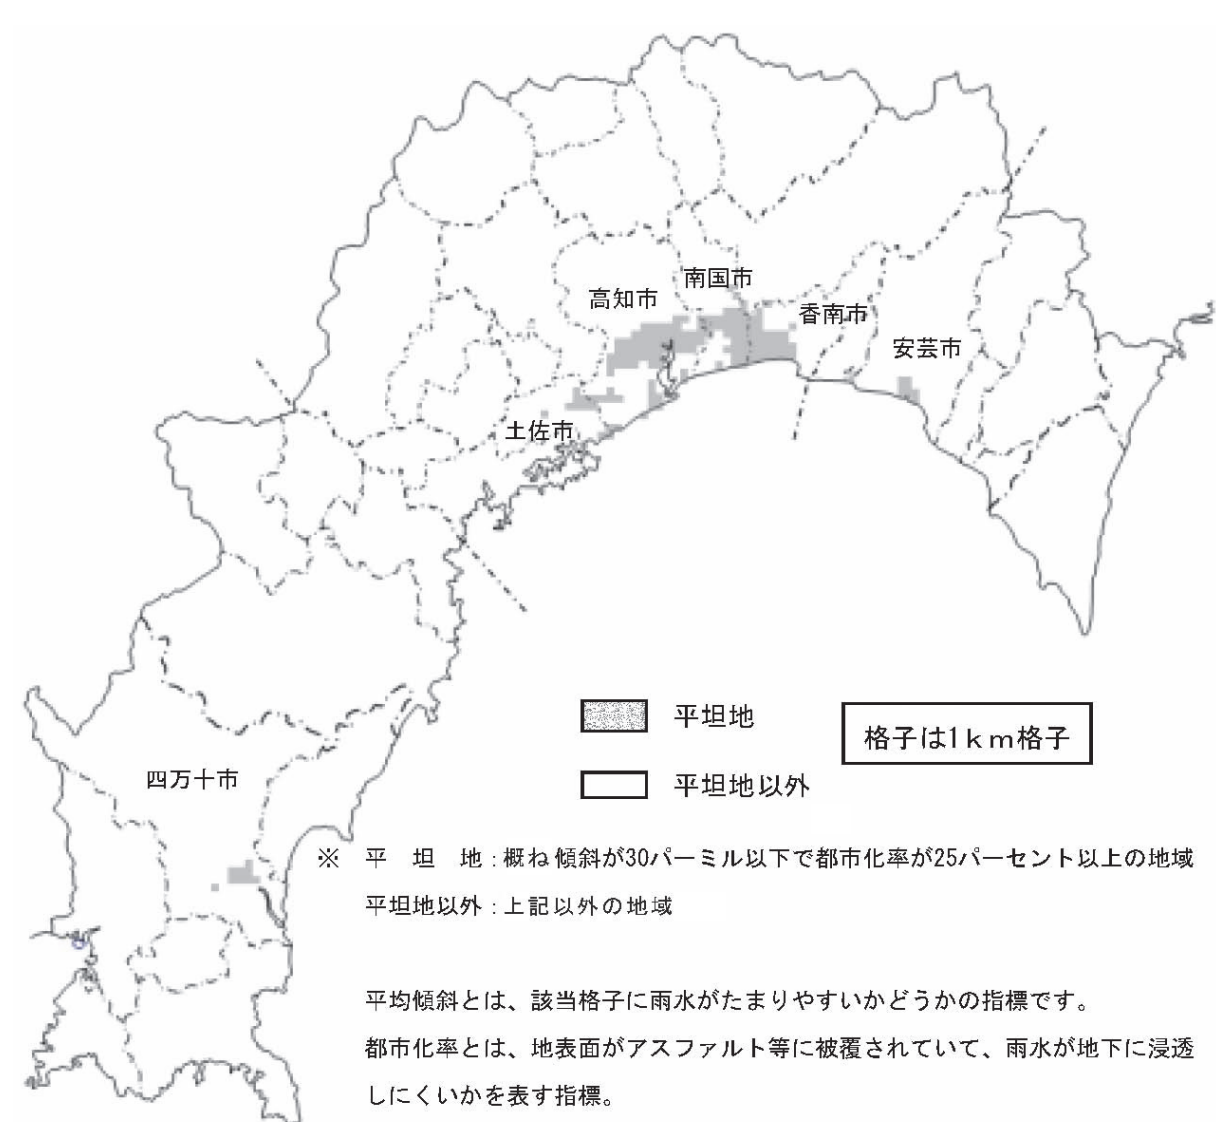 南国市
高知市
香南市
安芸市
土佐市
平坦地
格子は1ｋｍ格子
四万十市
平坦地以外
※ 平 坦 地：概ね傾斜が30パーミル以下で都市化率が25パーセント以上の地域
平坦地以外：上記以外の地域
平均傾斜とは、該当格子に雨水がたまりやすいかどうかの指標です。
都市化率とは、地表面がアスファルト等に被覆されていて、雨水が地下に浸透
しにくいかを表す指標。